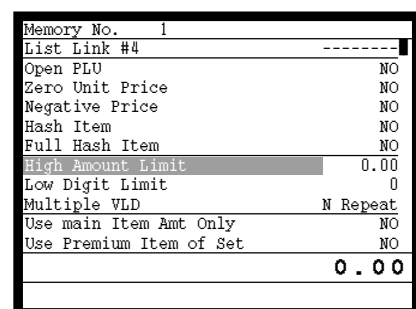 Memory No. 1
List Link #4 --------
Open PLU NO
Zero Unit Price NO
Negative Price NO
Hash Item NO
Full Hash Item NO
High Amount Limit 0.00
Low Digit Limit 0
Multiple VLD N Repeat
Use main Item Amt Only NO
Use Premium Item of Set NO
0.00